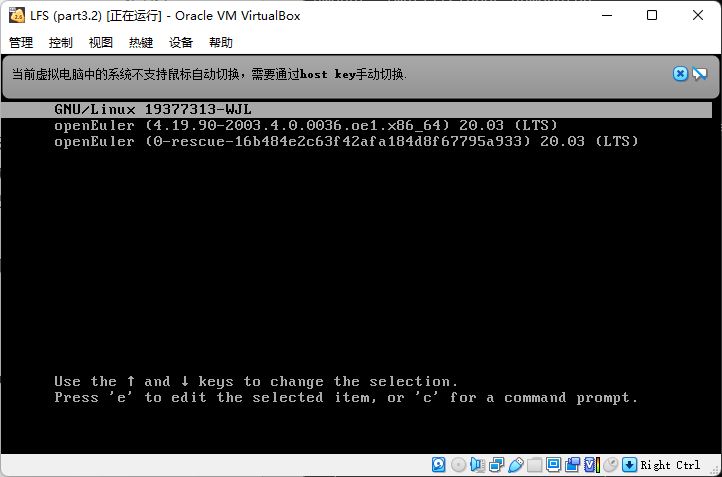 LFS (part3.2) [正在运行] - Oracle VM VirtualBox
管理 控制 视图 热键 设备 帮助
当前虚拟电脑中的系统不支持鼠标自动切换，需要通过host key手动切换.
GNU/Linux 19377313-WJL
openEuler (4.19.90-2003.4.0.0036.oe1.x86_64) 20.03 (LTS)
openEuler (0-rescue-16b484e2c63f42afa184d8f67795a933) 20.03 (LTS)
Use the ↑ and ↓ keys to change the selection.
Press 'e' to edit the selected item, or 'c' for a command prompt.
Right Ctrl